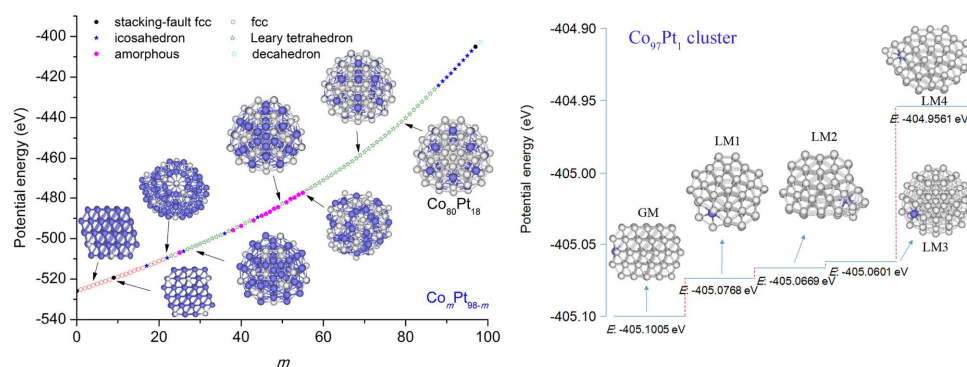 stacking-fault fcc
fcc
icosahedron
Leary tetrahedron
amorphous
decahedron
-400
-420
-440
-460
-480
-500
-520
-540
Potential energy (eV)
0
20
40
60
80
100
m
Co80Pt18
ComPt98-m
-404.90
-404.95
-405.00
-405.05
-405.10
Potential energy (eV)
Co97Pt1 cluster
LM4
E: -404.9561 eV
LM1
LM2
GM
LM3
E: -405.0601 eV
E: -405.0669 eV
E: -405.0768 eV
E: -405.1005 eV